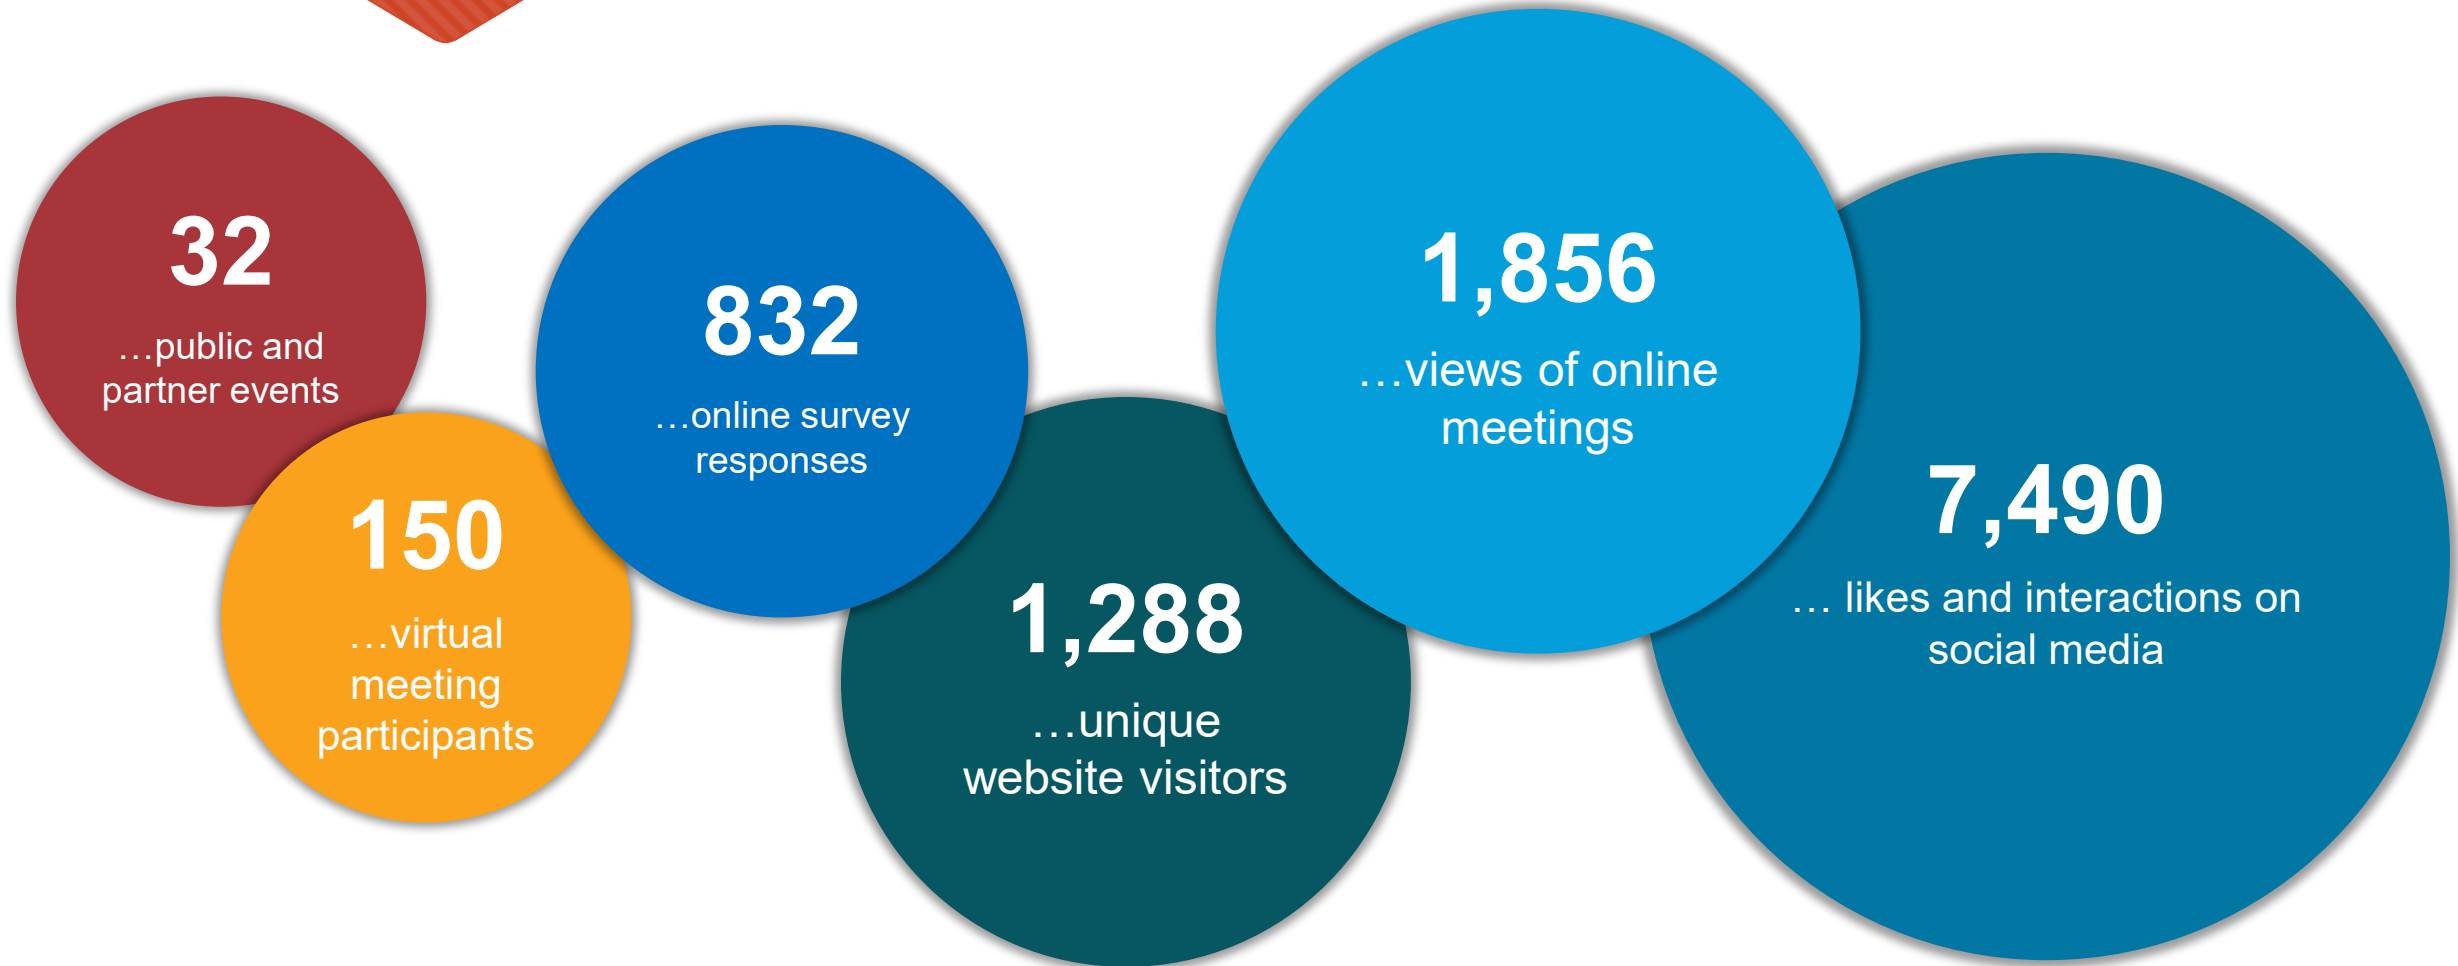 32
…public and
partner events
150
…virtual
meeting
participants
832
…online survey
responses
1,288
…unique
website visitors
1,856
…views of online
meetings
7,490
… likes and interactions on
social media